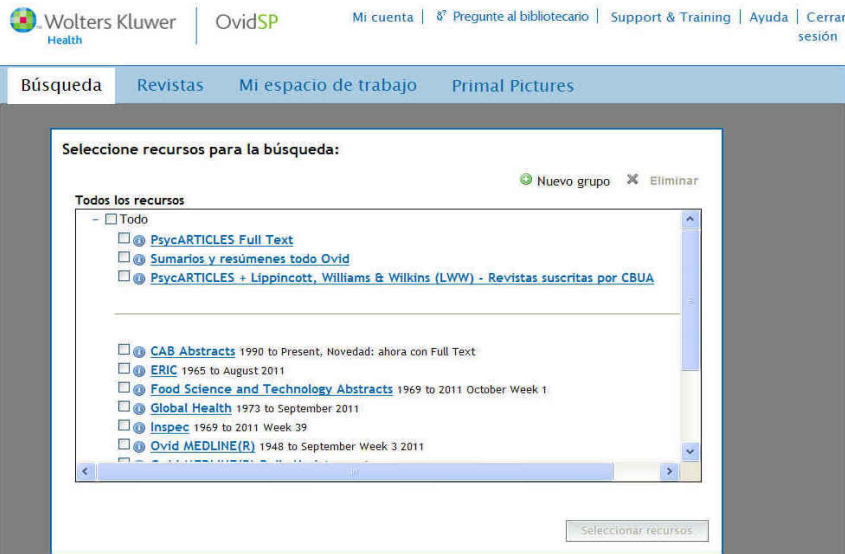 Wolters Kluwer
Health
OvidSP
Mi cuenta | Pregunte al bibliotecario | Support & Training | Ayuda | Cerrar
sesión
Búsqueda Revistas Mi espacio de trabajo Primal Pictures
Seleccione recursos para la búsqueda:
Nuevo grupo Eliminar
Todos los recursos
Todo
PsycARTICLES Full Text
Sumarios y resúmenes todo Ovid
PsycARTICLES + Lippincott, Williams & Wilkins (LWW) - Revistas suscritas por CBUA
CAB Abstracts 1990 to Present, Novedad: ahora con Full Text
ERIC 1965 to August 2011
Food Science and Technology Abstracts 1969 to 2011 October Week 1
Global Health 1973 to September 2011
Inspec 1969 to 2011 Week 39
Ovid MEDLINE(R) 1948 to September Week 3 2011
Seleccionar recursos